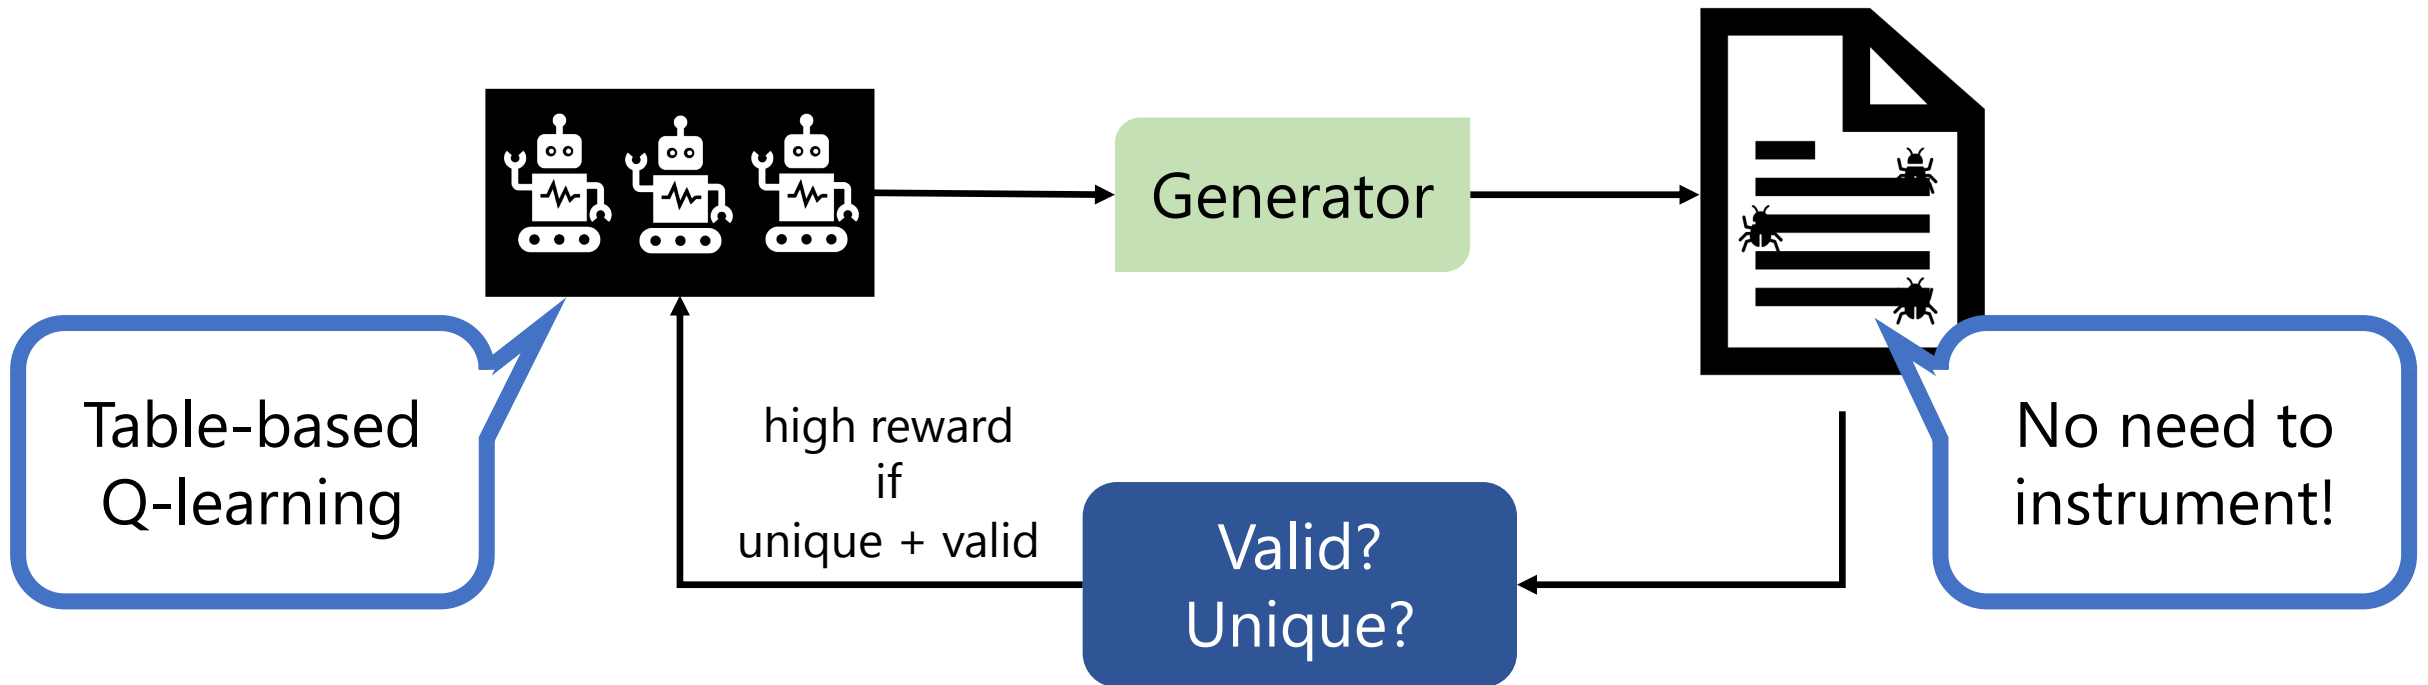 Generator
Table-based
Q-learning
high reward
if
unique + valid
Valid?
Unique?
No need to
instrument!